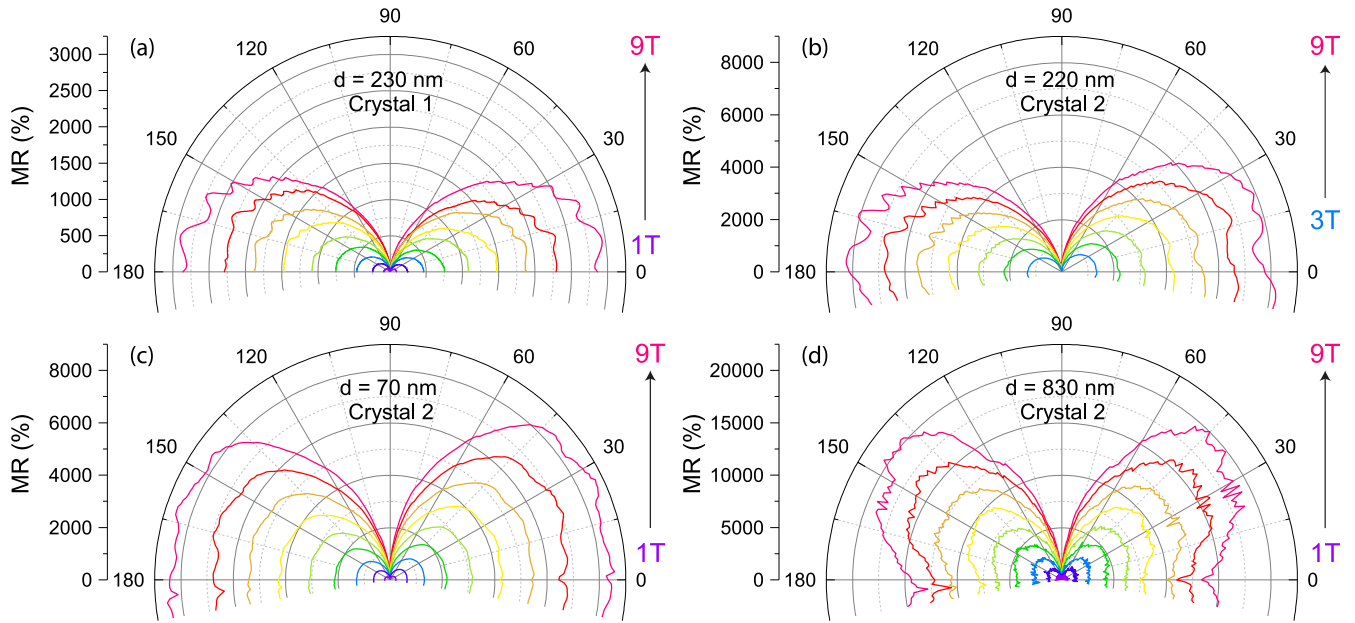 90
(a)
120
60
9T
d = 230 nm
Crystal 1
3000
2500
2000
1500
1000
500
0
MR (%)
150
30
1T
180
0
90
(b)
120
60
9T
d = 220 nm
Crystal 2
8000
6000
4000
2000
0
MR (%)
150
30
3T
180
0
90
(c)
120
60
9T
d = 70 nm
Crystal 2
8000
6000
4000
2000
0
MR (%)
150
30
1T
180
0
90
(d)
120
60
9T
d = 830 nm
Crystal 2
20000
15000
10000
5000
0
MR (%)
150
30
1T
180
0